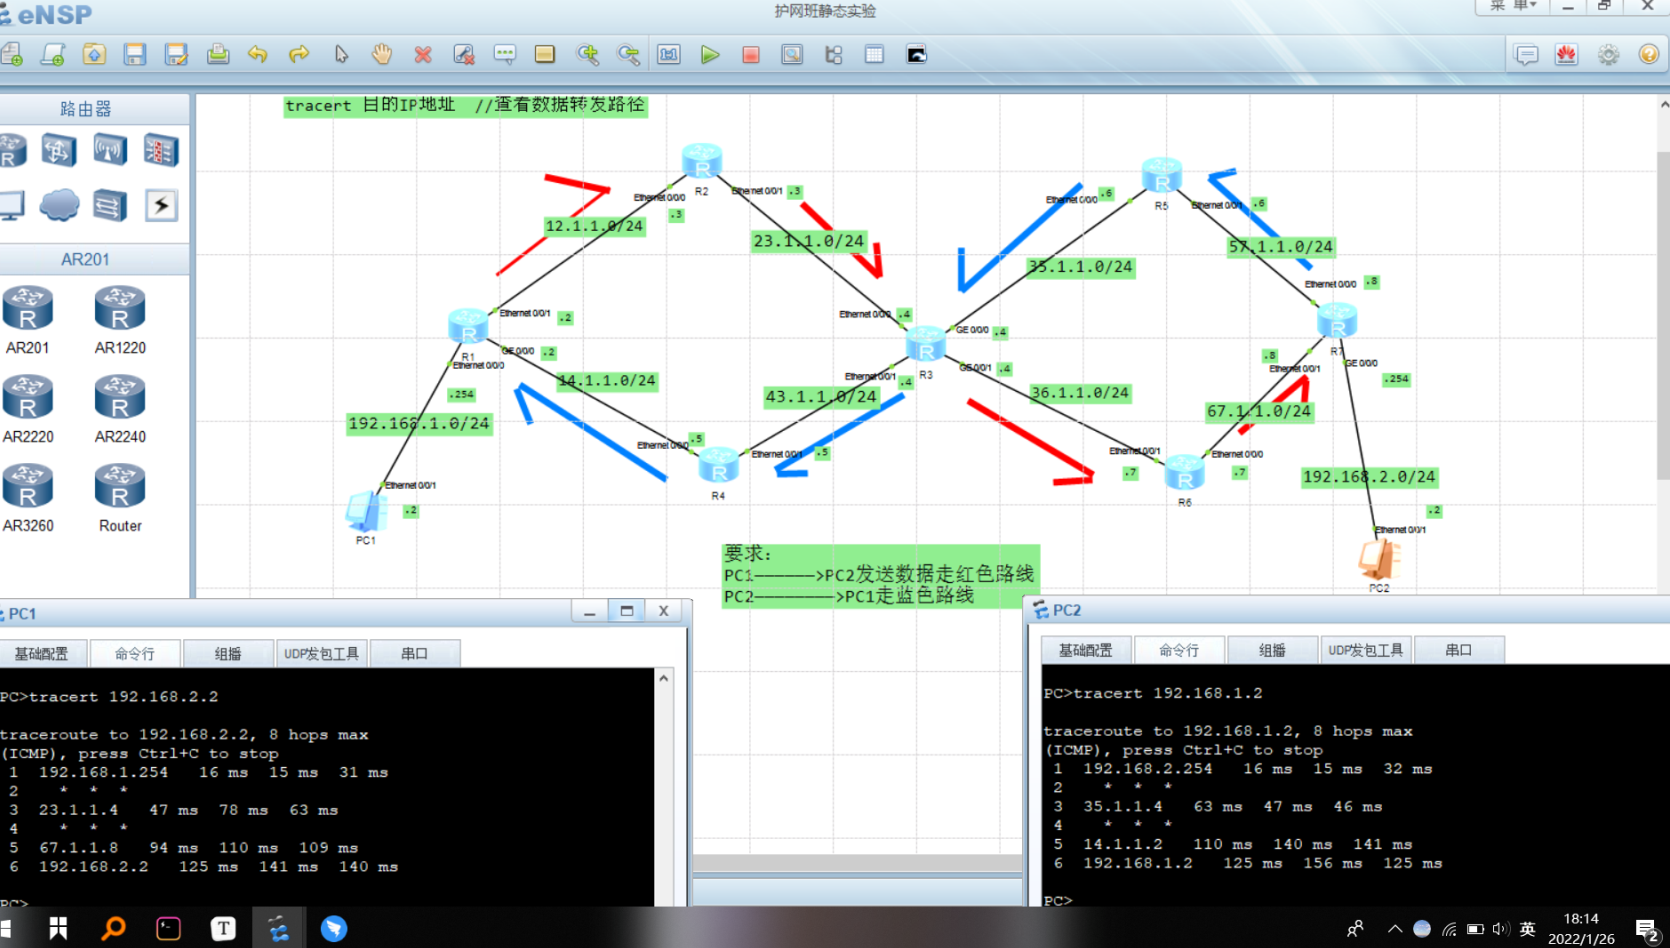 eNSP
护网班静态实验
菜 单
路由器
AR201
AR201
AR1220
AR2220
AR2240
AR3260
Router
tracert 目的IP地址  //查看数据转发路径
R2
Ethernet 0/0/0
.3
Ethernet 0/0/1
.3
12.1.1.0/24
23.1.1.0/24
R5
Ethernet 0/0/0
.6
Ethernet 0/0/1
.6
35.1.1.0/24
57.1.1.0/24
Ethernet 0/0/0
.8
R1
Ethernet 0/0/1
.2
GE 0/0/0
.2
Ethernet 0/0/0
.254
14.1.1.0/24
192.168.1.0/24
Ethernet 0/0/0
.4
GE 0/0/0
.4
R3
GE 0/0/1
.4
Ethernet 0/0/1
.4
43.1.1.0/24
36.1.1.0/24
R7
.8
Ethernet 0/0/1
GE 0/0/0
.254
67.1.1.0/24
Ethernet 0/0/0
.5
Ethernet 0/0/1
.5
R4
Ethernet 0/0/1
.7
Ethernet 0/0/0
.7
R6
192.168.2.0/24
Ethernet 0/0/1
.2
PC1
.2
Ethernet 0/0/1
PC2
要求：
PC1——————>PC2发送数据走红色路线
PC2————————>PC1走蓝色路线
PC1
基础配置
命令行
组播
UDP发包工具
串口
PC>tracert 192.168.2.2
traceroute to 192.168.2.2, 8 hops max
(ICMP), press Ctrl+C to stop
1  192.168.1.254   16 ms  15 ms  31 ms
2    *  *  *
3  23.1.1.4   47 ms  78 ms  63 ms
4    *  *  *
5  67.1.1.8   94 ms  110 ms  109 ms
6  192.168.2.2   125 ms  141 ms  140 ms
PC>
PC2
基础配置
命令行
组播
UDP发包工具
串口
PC>tracert 192.168.1.2
traceroute to 192.168.1.2, 8 hops max
(ICMP), press Ctrl+C to stop
1  192.168.2.254   16 ms  15 ms  32 ms
2    *  *  *
3  35.1.1.4   63 ms  47 ms  46 ms
4    *  *  *
5  14.1.1.2   110 ms  140 ms  141 ms
6  192.168.1.2   125 ms  156 ms  125 ms
PC>
英
18:14
2022/1/26
2